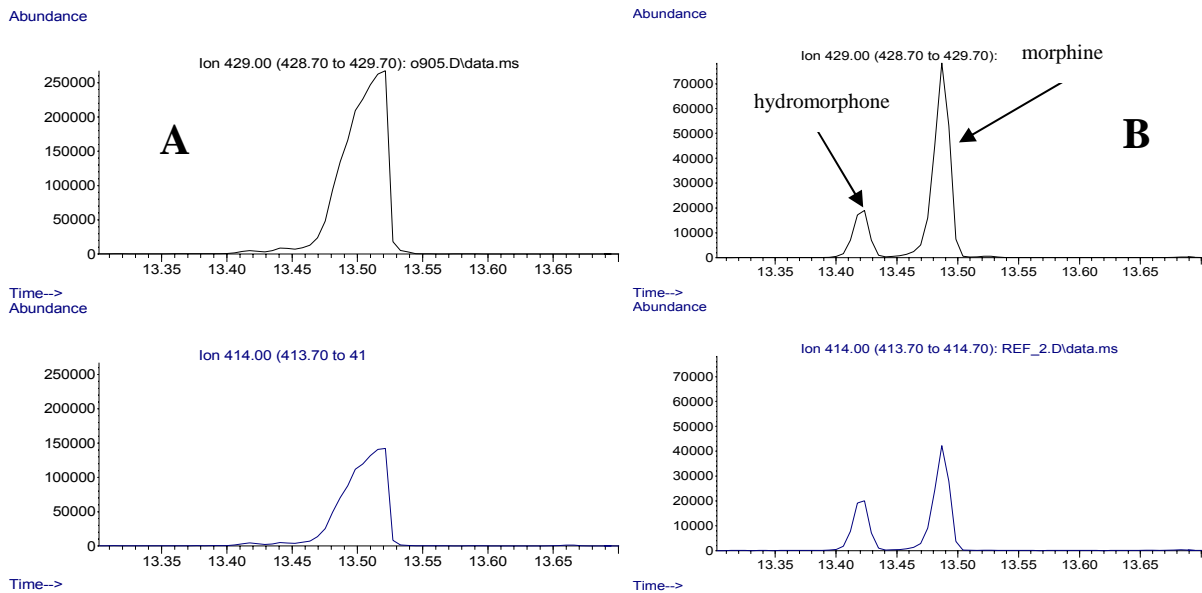 Abundance
Ion 429.00 (428.70 to 429.70): o905.D\data.ms
A
250000
200000
150000
100000
50000
0
13.35 13.40 13.45 13.50 13.55 13.60 13.65
Time-->
Abundance
Ion 414.00 (413.70 to 41
250000
200000
150000
100000
50000
0
13.35 13.40 13.45 13.50 13.55 13.60 13.65
Time-->
Abundance
Ion 429.00 (428.70 to 429.70):
morphine
hydromorphone
B
70000
60000
50000
40000
30000
20000
10000
0
13.35 13.40 13.45 13.50 13.55 13.60 13.65
Time-->
Abundance
Ion 414.00 (413.70 to 414.70): REF_2.D\data.ms
70000
60000
50000
40000
30000
20000
10000
0
13.35 13.40 13.45 13.50 13.55 13.60 13.65
Time-->